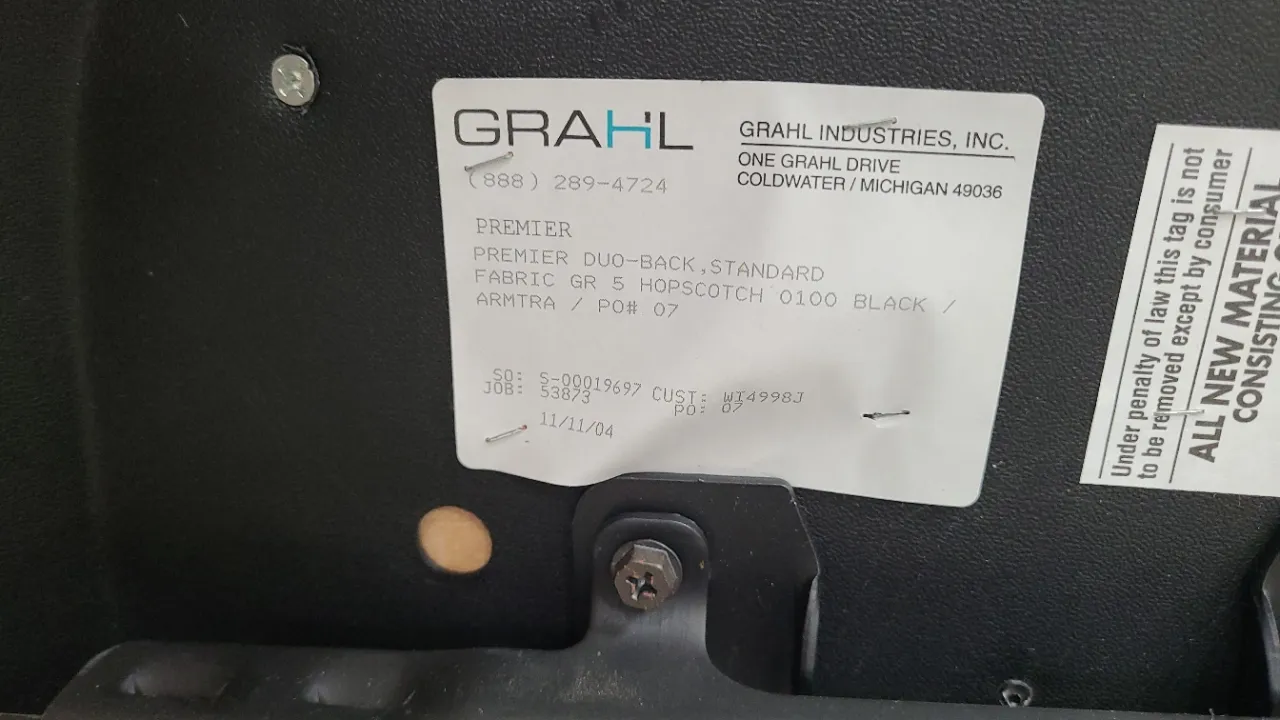 GRAHL
GRAHL INDUSTRIES, INC.
ONE GRAHL DRIVE
COLDWATER / MICHIGAN 49036
(888) 289-4724
PREMIER
PREMIER DUO-BACK,STANDARD
FABRIC GR 5 HOPSCOTCH 0100 BLACK /
ARMTRA / PO# 07
SO: S-00019697 CUST: WI4998J
JOB: 53873 PO: 07
11/11/04
Under penalty of law this tag is not
to be removed except by consumer
ALL NEW MATERIAL
CONSISTING